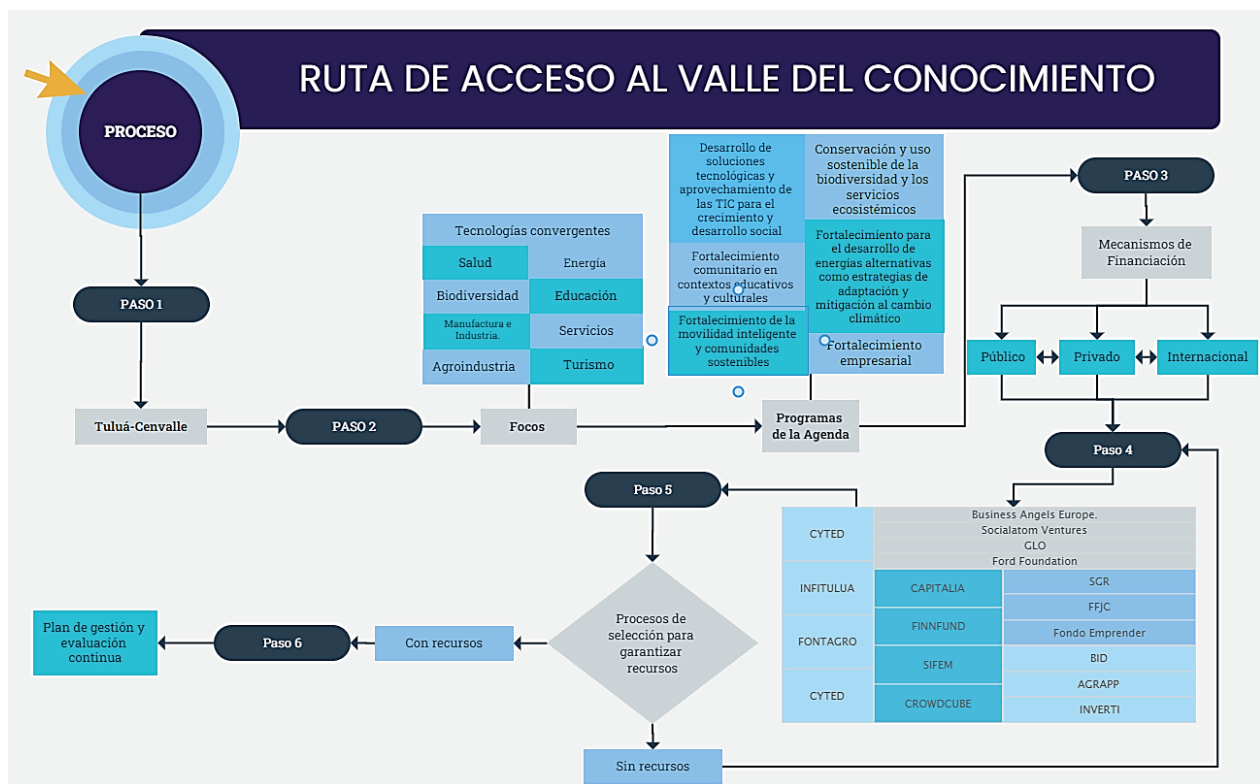 RUTA DE ACCESO AL VALLE DEL CONOCIMIENTO
PROCESO
PASO 1
Tuluá-Cenvalle
PASO 2
Tecnologías convergentes
Salud
Energía
Biodiversidad
Educación
Manufactura e
Industria.
Servicios
Agroindustria
Turismo
Focos
Desarrollo de
soluciones
tecnológicas y
aprovechamiento de
las TIC para el
crecimiento y
desarrollo social
Conservación y uso
sostenible de la
biodiversidad y los
servicios
ecosistémicos
Fortalecimiento
comunitario en
contextos educativos
y culturales
Fortalecimiento para
el desarrollo de
energías alternativas
como estrategias de
adaptación y
mitigación al cambio
climático
Fortalecimiento de la
movilidad inteligente
y comunidades
sostenibles
Fortalecimiento
empresarial
Programas
de la Agenda
PASO 3
Mecanismos de
Financiación
Público
Privado
Internacional
Paso 4
CYTED
INFITULUA
FONTAGRO
CYTED
Business Angels Europe.
Socialatom Ventures
GLO
Ford Foundation
CAPITALIA
FINNFUND
SIFEM
CROWDCUBE
SGR
FFJC
Fondo Emprender
BID
AGRAPP
INVERTI
Paso 5
Procesos de
selección para
garantizar
recursos
Con recursos
Paso 6
Plan de gestión y
evaluación
continua
Sin recursos